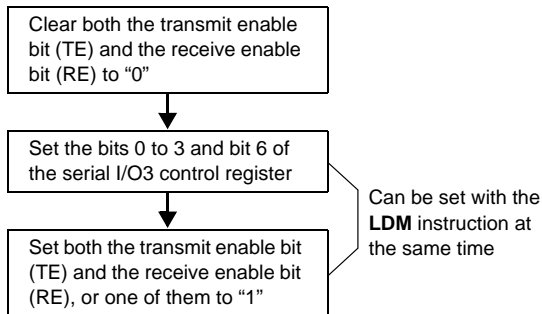 Clear both the transmit enable
bit (TE) and the receive enable
bit (RE) to “0”
Set the bits 0 to 3 and bit 6 of
the serial I/O3 control register
Can be set with the
LDM instruction at
the same time
Set both the transmit enable bit
(TE) and the receive enable bit
(RE), or one of them to “1”